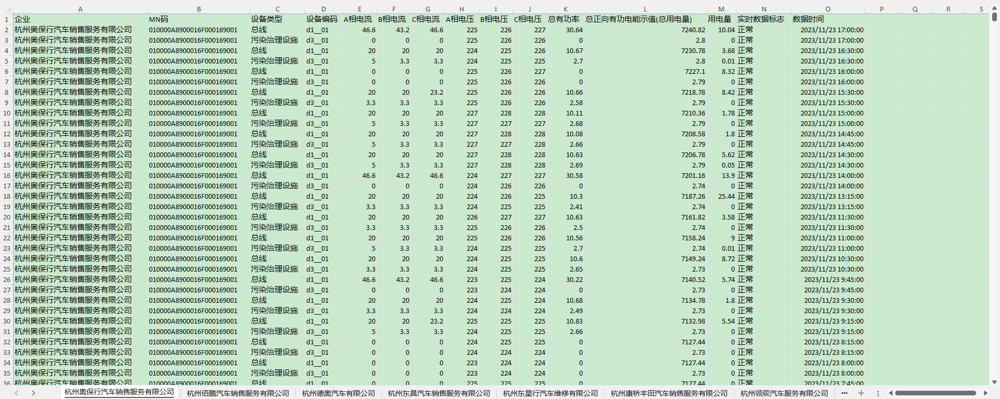 A B C D E F G H I J K L M N O P Q R S
1 企业 MN码 设备类型 设备编码 A相电流 B相电流 C相电流 A相电压 B相电压 C相电压 总有功率 总正向有功电能示值(总用电量) 用电量 实时数据标志 数据时间
2 杭州奥保行汽车销售服务有限公司 010000A8900016F000169001 总线 d1__01 46.6 43.2 46.6 225 226 227 30.64 7240.82 10.04 正常 2023/11/23 17:00:00
3 杭州奥保行汽车销售服务有限公司 010000A8900016F000169001 污染治理设施 d3__01 0 0 0 225 226 226 0 2.8 0 正常 2023/11/23 17:00:00
4 杭州奥保行汽车销售服务有限公司 010000A8900016F000169001 总线 d1__01 20 20 20 224 225 226 10.67 7230.78 3.68 正常 2023/11/23 16:30:00
5 杭州奥保行汽车销售服务有限公司 010000A8900016F000169001 污染治理设施 d3__01 5 3.3 3.3 224 225 225 2.7 2.8 0.01 正常 2023/11/23 16:30:00
6 杭州奥保行汽车销售服务有限公司 010000A8900016F000169001 总线 d1__01 0 0 0 225 226 227 0 7227.1 8.32 正常 2023/11/23 16:00:00
7 杭州奥保行汽车销售服务有限公司 010000A8900016F000169001 污染治理设施 d3__01 0 0 0 225 226 226 0 2.79 0 正常 2023/11/23 16:00:00
8 杭州奥保行汽车销售服务有限公司 010000A8900016F000169001 总线 d1__01 20 20 23.2 225 226 226 10.66 7218.78 8.42 正常 2023/11/23 15:30:00
9 杭州奥保行汽车销售服务有限公司 010000A8900016F000169001 污染治理设施 d3__01 3.3 3.3 3.3 225 226 226 2.58 2.79 0 正常 2023/11/23 15:30:00
10 杭州奥保行汽车销售服务有限公司 010000A8900016F000169001 总线 d1__01 20 20 20 227 228 228 10.11 7210.36 1.78 正常 2023/11/23 15:00:00
11 杭州奥保行汽车销售服务有限公司 010000A8900016F000169001 污染治理设施 d3__01 5 3.3 3.3 227 227 227 2.68 2.79 0 正常 2023/11/23 15:00:00
12 杭州奥保行汽车销售服务有限公司 010000A8900016F000169001 总线 d1__01 20 20 20 227 228 228 10.08 7208.58 1.8 正常 2023/11/23 14:45:00
13 杭州奥保行汽车销售服务有限公司 010000A8900016F000169001 污染治理设施 d3__01 5 3.3 3.3 227 227 228 2.66 2.79 0 正常 2023/11/23 14:45:00
14 杭州奥保行汽车销售服务有限公司 010000A8900016F000169001 总线 d1__01 20 20 20 227 228 228 10.63 7206.78 5.62 正常 2023/11/23 14:30:00
15 杭州奥保行汽车销售服务有限公司 010000A8900016F000169001 污染治理设施 d3__01 5 3.3 3.3 227 228 228 2.69 2.79 0.05 正常 2023/11/23 14:30:00
16 杭州奥保行汽车销售服务有限公司 010000A8900016F000169001 总线 d1__01 46.6 43.2 46.6 224 227 227 30.58 7201.16 13.9 正常 2023/11/23 14:00:00
17 杭州奥保行汽车销售服务有限公司 010000A8900016F000169001 污染治理设施 d3__01 0 0 0 224 226 226 0 2.74 0 正常 2023/11/23 14:00:00
18 杭州奥保行汽车销售服务有限公司 010000A8900016F000169001 总线 d1__01 20 20 20 224 226 225 10.3 7187.26 25.44 正常 2023/11/23 13:15:00
19 杭州奥保行汽车销售服务有限公司 010000A8900016F000169001 污染治理设施 d3__01 3.3 3.3 3.3 224 225 225 2.41 2.74 0 正常 2023/11/23 13:15:00
20 杭州奥保行汽车销售服务有限公司 010000A8900016F000169001 总线 d1__01 20 20 20 226 227 227 10.63 7161.82 3.58 正常 2023/11/23 11:30:00
21 杭州奥保行汽车销售服务有限公司 010000A8900016F000169001 污染治理设施 d3__01 3.3 3.3 3.3 225 226 226 2.5 2.74 0 正常 2023/11/23 11:30:00
22 杭州奥保行汽车销售服务有限公司 010000A8900016F000169001 总线 d1__01 20 20 20 225 226 226 10.56 7158.24 9 正常 2023/11/23 11:00:00
23 杭州奥保行汽车销售服务有限公司 010000A8900016F000169001 污染治理设施 d3__01 5 3.3 3.3 224 225 225 2.7 2.74 0.01 正常 2023/11/23 11:00:00
24 杭州奥保行汽车销售服务有限公司 010000A8900016F000169001 总线 d1__01 20 20 20 224 225 225 10.6 7149.24 8.72 正常 2023/11/23 10:30:00
25 杭州奥保行汽车销售服务有限公司 010000A8900016F000169001 污染治理设施 d3__01 3.3 3.3 3.3 224 225 225 2.65 2.73 0 正常 2023/11/23 10:30:00
26 杭州奥保行汽车销售服务有限公司 010000A8900016F000169001 总线 d1__01 46.6 43.2 46.6 223 225 224 30.22 7140.52 5.74 正常 2023/11/23 9:45:00
27 杭州奥保行汽车销售服务有限公司 010000A8900016F000169001 污染治理设施 d3__01 0 0 0 223 224 224 0 2.73 0 正常 2023/11/23 9:45:00
28 杭州奥保行汽车销售服务有限公司 010000A8900016F000169001 总线 d1__01 20 20 20 224 225 224 10.68 7134.78 1.8 正常 2023/11/23 9:30:00
29 杭州奥保行汽车销售服务有限公司 010000A8900016F000169001 污染治理设施 d3__01 3.3 3.3 3.3 224 224 224 2.49 2.73 0 正常 2023/11/23 9:30:00
30 杭州奥保行汽车销售服务有限公司 010000A8900016F000169001 总线 d1__01 20 20 23.2 225 225 225 10.83 7132.98 5.54 正常 2023/11/23 9:15:00
31 杭州奥保行汽车销售服务有限公司 010000A8900016F000169001 污染治理设施 d3__01 5 3.3 3.3 224 225 225 2.66 2.73 0 正常 2023/11/23 9:15:00
32 杭州奥保行汽车销售服务有限公司 010000A8900016F000169001 总线 d1__01 0 0 0 224 225 225 0 7127.44 0 正常 2023/11/23 8:15:00
33 杭州奥保行汽车销售服务有限公司 010000A8900016F000169001 污染治理设施 d3__01 0 0 0 224 224 224 0 2.73 0 正常 2023/11/23 8:15:00
34 杭州奥保行汽车销售服务有限公司 010000A8900016F000169001 总线 d1__01 0 0 0 223 224 224 0 7127.44 0 正常 2023/11/23 8:00:00
35 杭州奥保行汽车销售服务有限公司 010000A8900016F000169001 污染治理设施 d3__01 0 0 0 223 224 224 0 2.73 0 正常 2023/11/23 8:00:00
36 杭州奥保行汽车销售服务有限公司 010000A8900016F000169001 总线 d1__01 0 0 0 225 225 225 0 7127.44 0 正常 2023/11/23 7:45:00
杭州奥保行汽车销售服务有限公司 杭州佰鹏汽车销售服务有限公司 杭州德奥汽车有限公司 杭州东昌汽车销售服务有限公司 杭州东星行汽车维修有限公司 杭州康桥丰田汽车销售服务有限公司 杭州领辰汽车服务有限公司